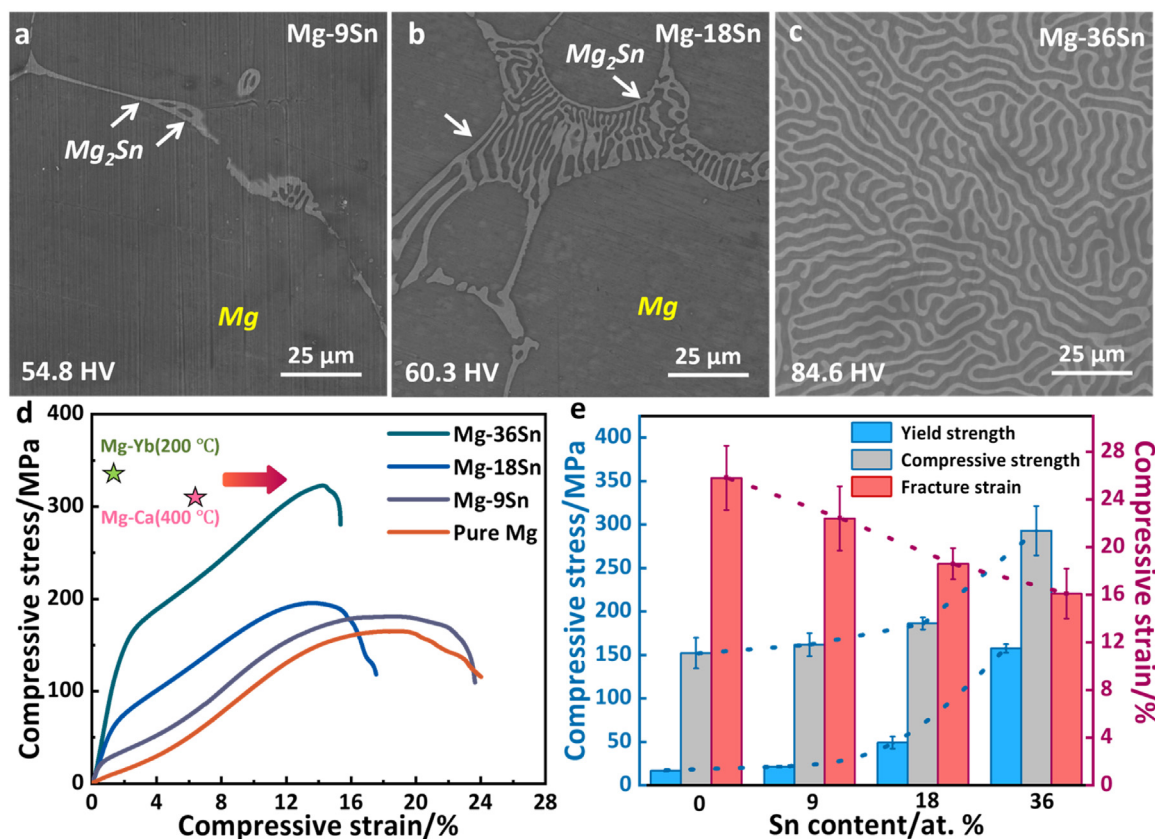 a
Mg-9Sn
Mg₂Sn
Mg
54.8 HV
25 μm
b
Mg-18Sn
Mg₂Sn
Mg
60.3 HV
25 μm
c
Mg-36Sn
84.6 HV
25 μm
d
Compressive stress/MPa
400
300
200
100
0
Mg-Yb(200 ℃)
Mg-Ca(400 ℃)
Mg-36Sn
Mg-18Sn
Mg-9Sn
Pure Mg
0 4 8 12 16 20 24 28
Compressive strain/%
e
Compressive stress/MPa
400
350
300
250
200
150
100
50
0
Yield strength
Compressive strength
Fracture strain
28
24
20
16
12
8
4
0
Compressive strain/%
0 9 18 36
Sn content/at. %